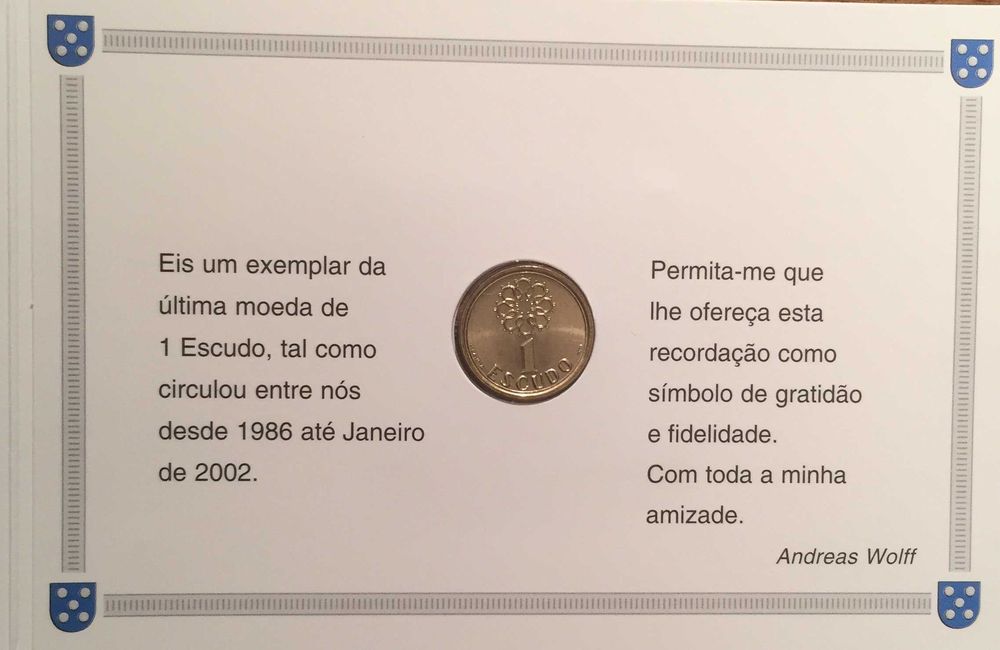 Eis um exemplar da
última moeda de
1 Escudo, tal como
circulou entre nós
desde 1986 até Janeiro
de 2002.
1
ESCUDO
Permita-me que
lhe ofereça esta
recordação como
símbolo de gratidão
e fidelidade.
Com toda a minha
amizade.
Andreas Wolff